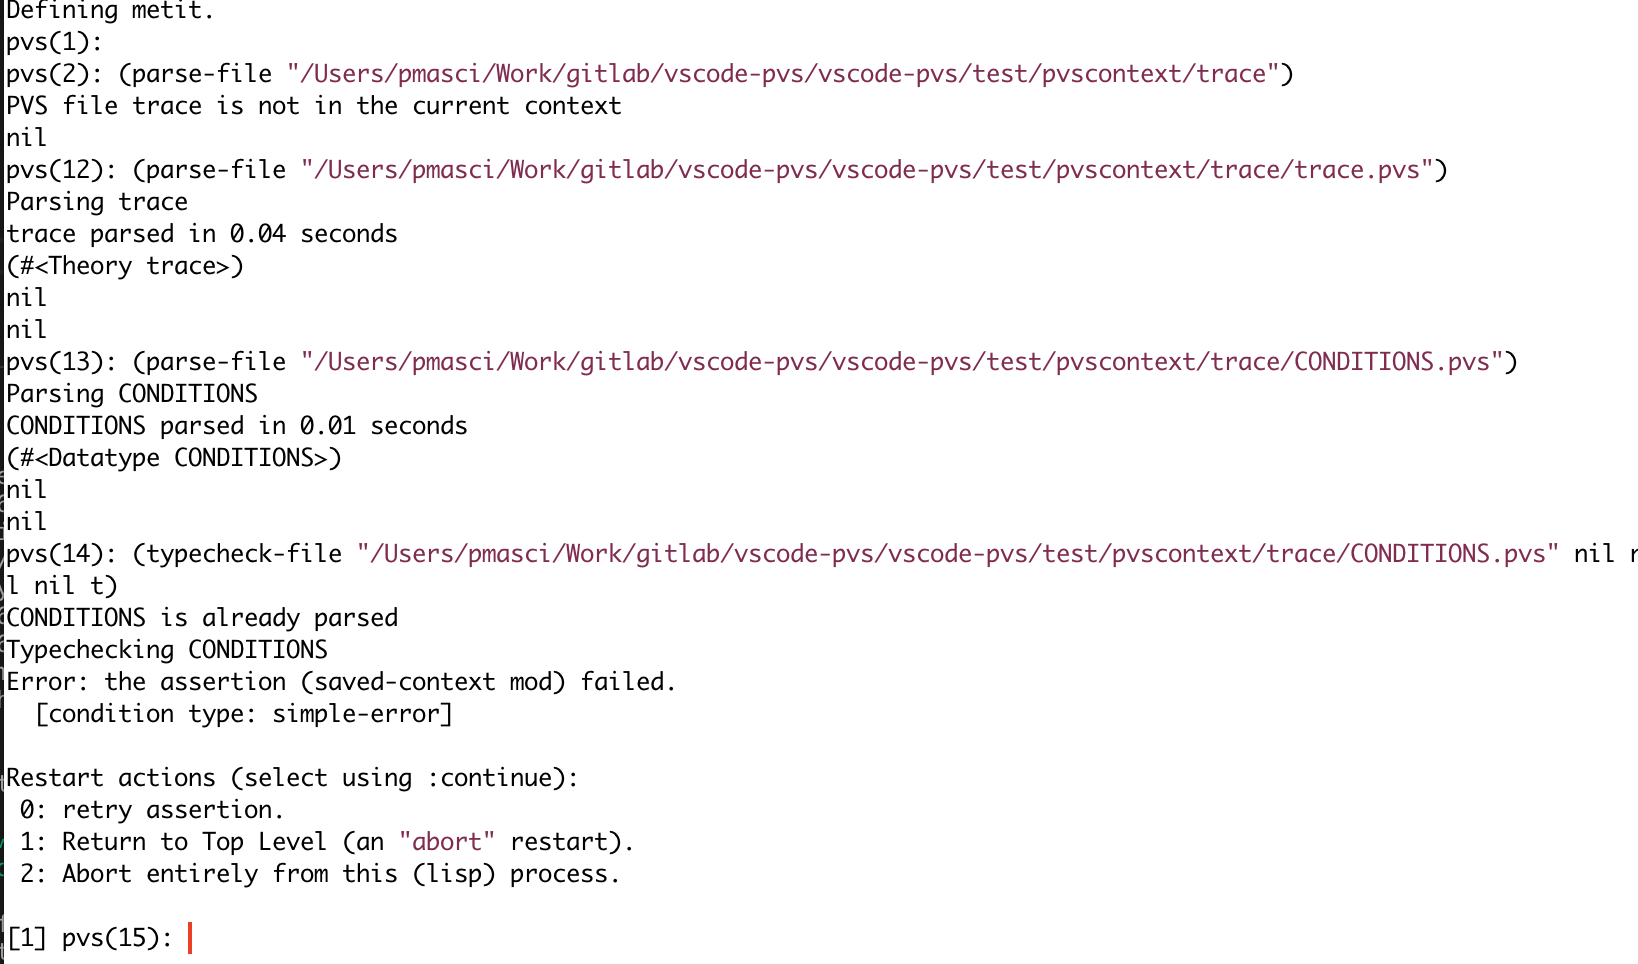 Defining metit.
pvs(1):
pvs(2): (parse-file "/Users/pmasci/Work/gitlab/vscode-pvs/vscode-pvs/test/pvscontext/trace")
PVS file trace is not in the current context
nil
pvs(12): (parse-file "/Users/pmasci/Work/gitlab/vscode-pvs/vscode-pvs/test/pvscontext/trace/trace.pvs")
Parsing trace
trace parsed in 0.04 seconds
(#<Theory trace>)
nil
nil
pvs(13): (parse-file "/Users/pmasci/Work/gitlab/vscode-pvs/vscode-pvs/test/pvscontext/trace/CONDITIONS.pvs")
Parsing CONDITIONS
CONDITIONS parsed in 0.01 seconds
(#<Datatype CONDITIONS>)
nil
nil
pvs(14): (typecheck-file "/Users/pmasci/Work/gitlab/vscode-pvs/vscode-pvs/test/pvscontext/trace/CONDITIONS.pvs" nil
l nil t)
CONDITIONS is already parsed
Typechecking CONDITIONS
Error: the assertion (saved-context mod) failed.
[condition type: simple-error]
Restart actions (select using :continue):
0: retry assertion.
1: Return to Top Level (an "abort" restart).
2: Abort entirely from this (lisp) process.
[1] pvs(15):